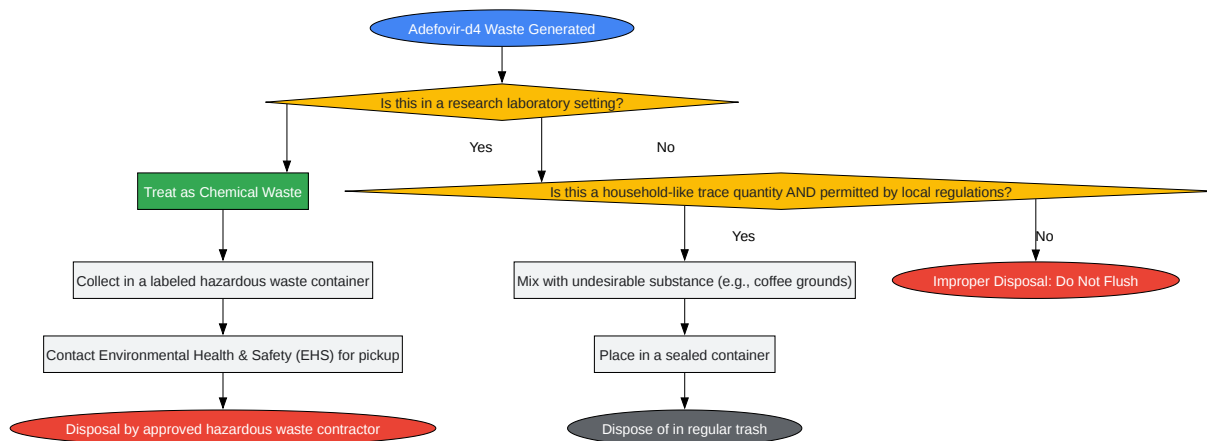 Adefovir-d4 Waste Generated
Is this in a research laboratory setting?
Yes
No
Treat as Chemical Waste
Is this a household-like trace quantity AND permitted by local regulations?
Yes
No
Collect in a labeled hazardous waste container
Mix with undesirable substance (e.g., coffee grounds)
Improper Disposal: Do Not Flush
Contact Environmental Health & Safety (EHS) for pickup
Place in a sealed container
Disposal by approved hazardous waste contractor
Dispose of in regular trash